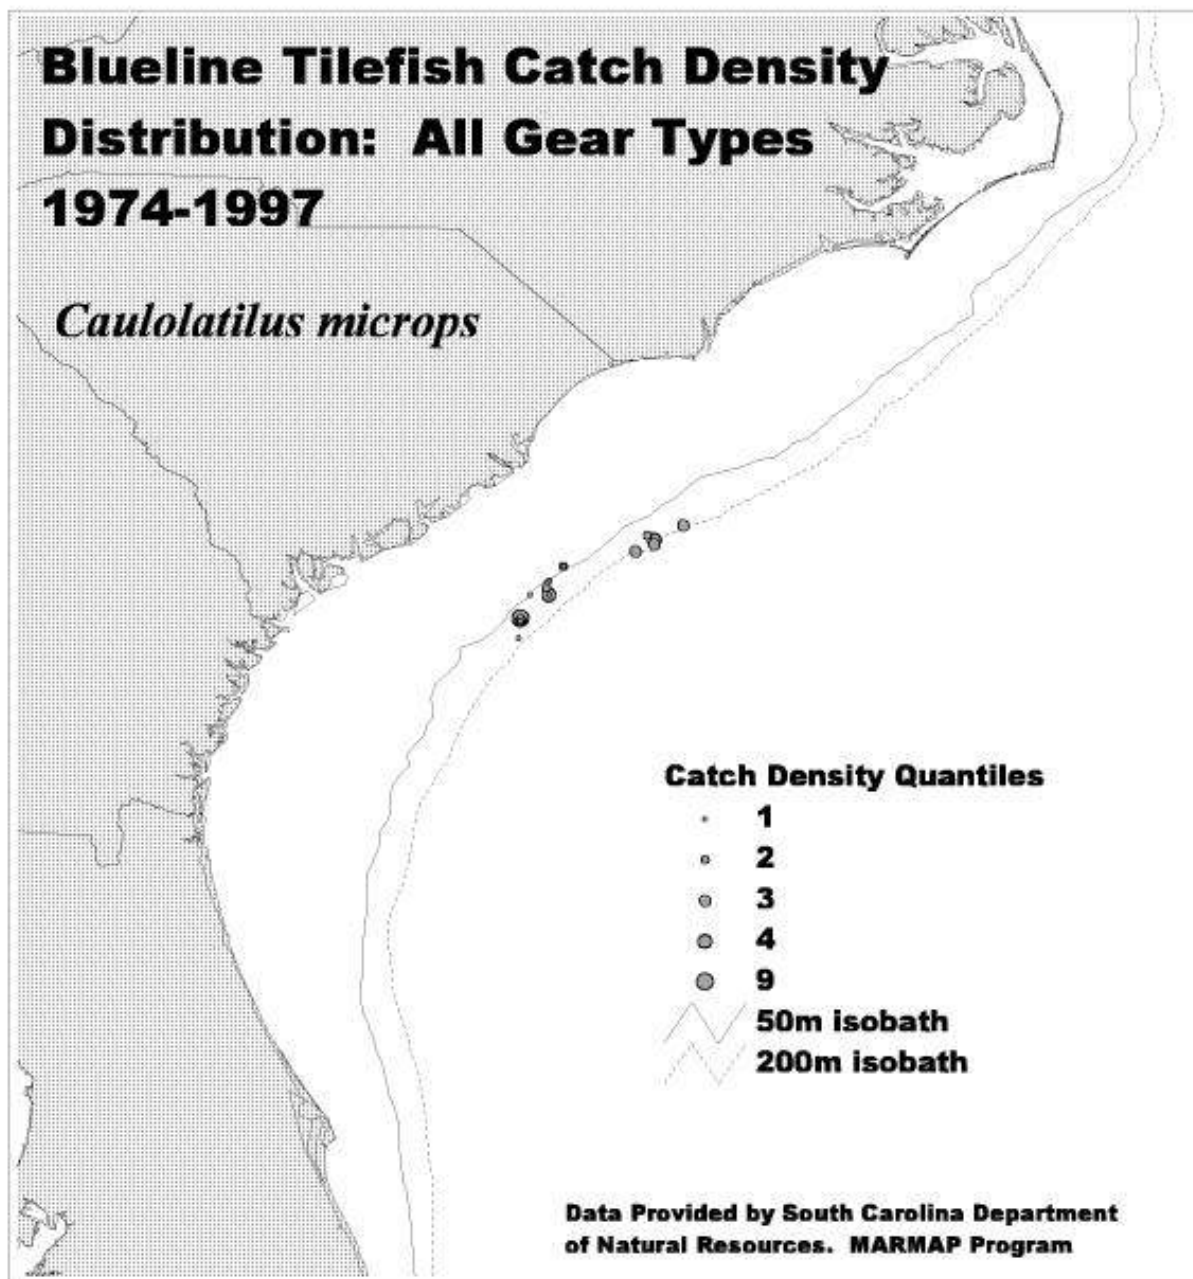 Blueline Tilefish Catch Density
Distribution: All Gear Types
1974-1997
Caulolatilus microps
Catch Density Quantiles
1
2
3
4
9
50m isobath
200m isobath
Data Provided by South Carolina Department
of Natural Resources. MARMAP Program